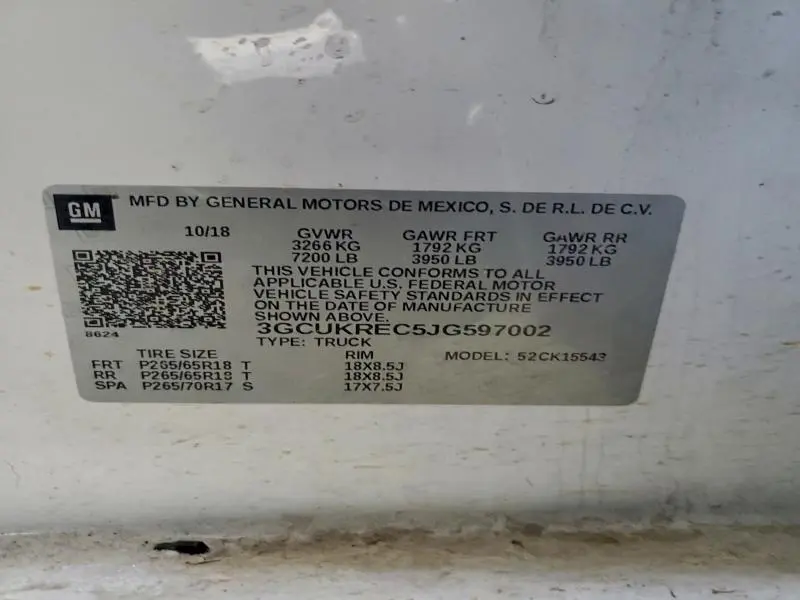 GM MFD BY GENERAL MOTORS DE MEXICO, S. DE R.L. DE C.V.
10/18 GVWR GAWR FRT GAWR RR
3266 KG 1792 KG 1792 KG
7200 LB 3950 LB 3950 LB
THIS VEHICLE CONFORMS TO ALL
APPLICABLE U.S. FEDERAL MOTOR
VEHICLE SAFETY STANDARDS IN EFFECT
ON THE DATE OF MANUFACTURE
SHOWN ABOVE.
8624
3GCUKREC5JG597002
TYPE: TRUCK
TIRE SIZE RIM MODEL: 52CK15543
FRT P265/65R18 T 18X8.5J
RR P265/65R18 T 18X8.5J
SPA P265/70R17 S 17X7.5J